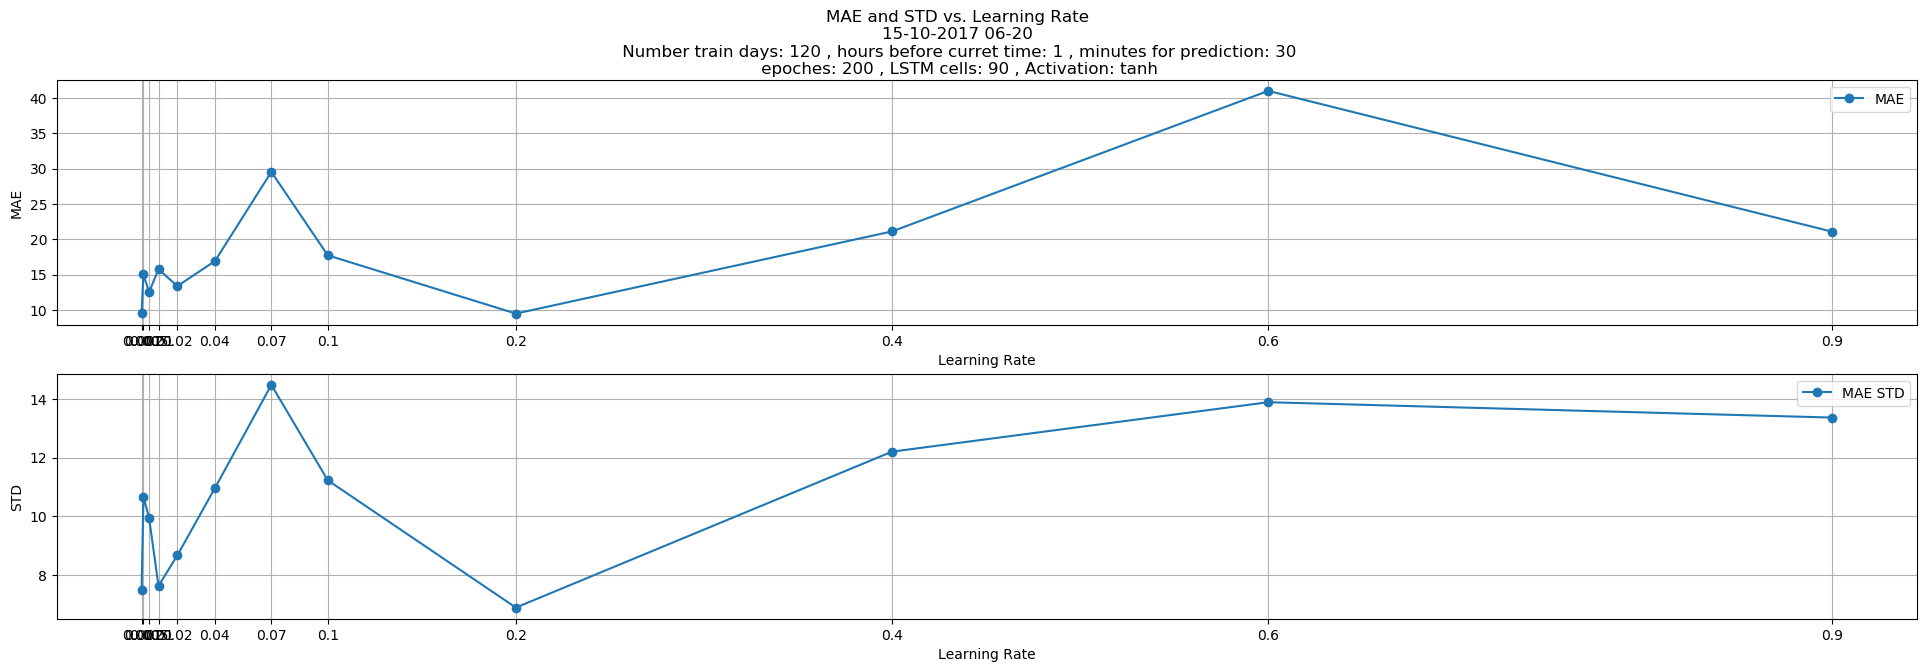 MAE and STD vs. Learning Rate
15-10-2017 06-20
Number train days: 120 , hours before curret time: 1 , minutes for prediction: 30
epoches: 200 , LSTM cells: 90 , Activation: tanh
40
35
30
25
20
15
10
MAE
MAE
0.02 0.04 0.07 0.1 0.2 0.4 0.6 0.9
Learning Rate
14
12
10
8
STD
MAE STD
0.02 0.04 0.07 0.1 0.2 0.4 0.6 0.9
Learning Rate